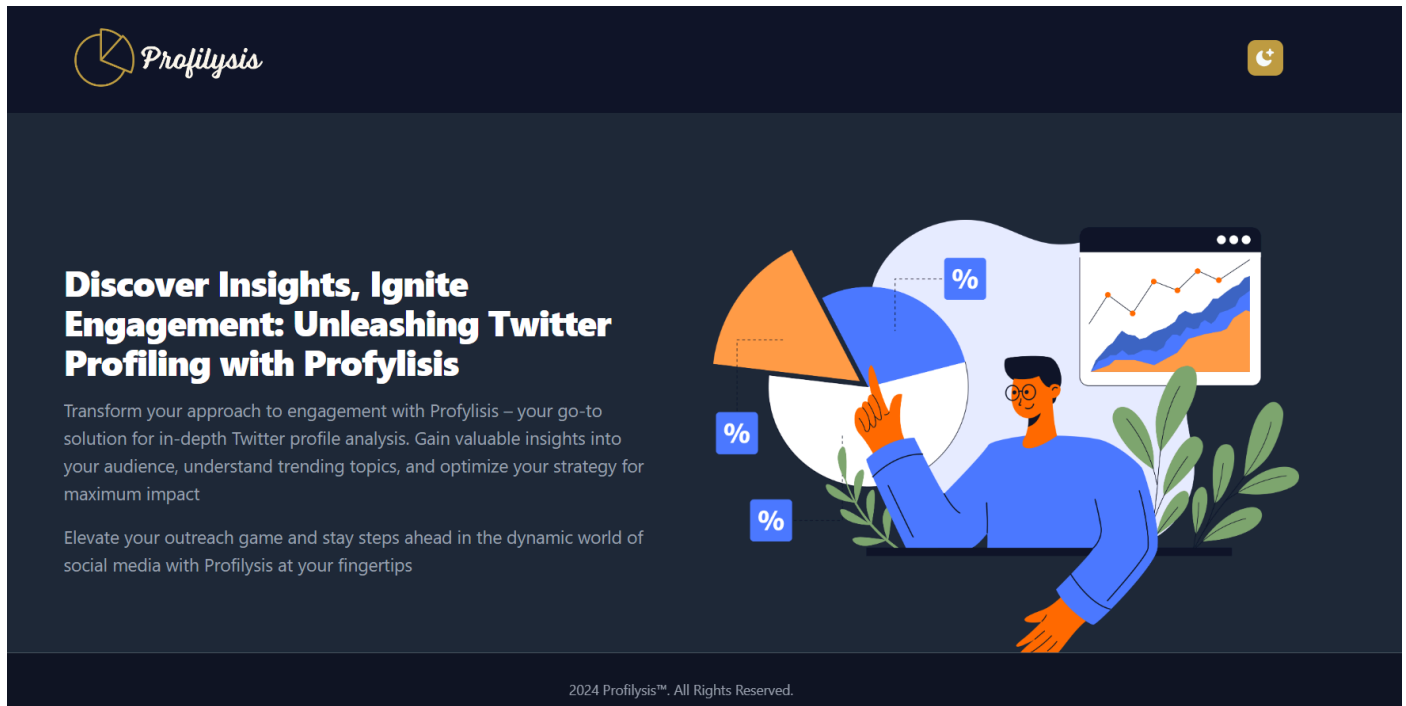 Profilysis
Discover Insights, Ignite
Engagement: Unleashing Twitter
Profiling with Profylisis
Transform your approach to engagement with Profylisis – your go-to
solution for in-depth Twitter profile analysis. Gain valuable insights into
your audience, understand trending topics, and optimize your strategy for
maximum impact
Elevate your outreach game and stay steps ahead in the dynamic world of
social media with Profilysis at your fingertips
%
%
%
2024 Profilysis™. All Rights Reserved.